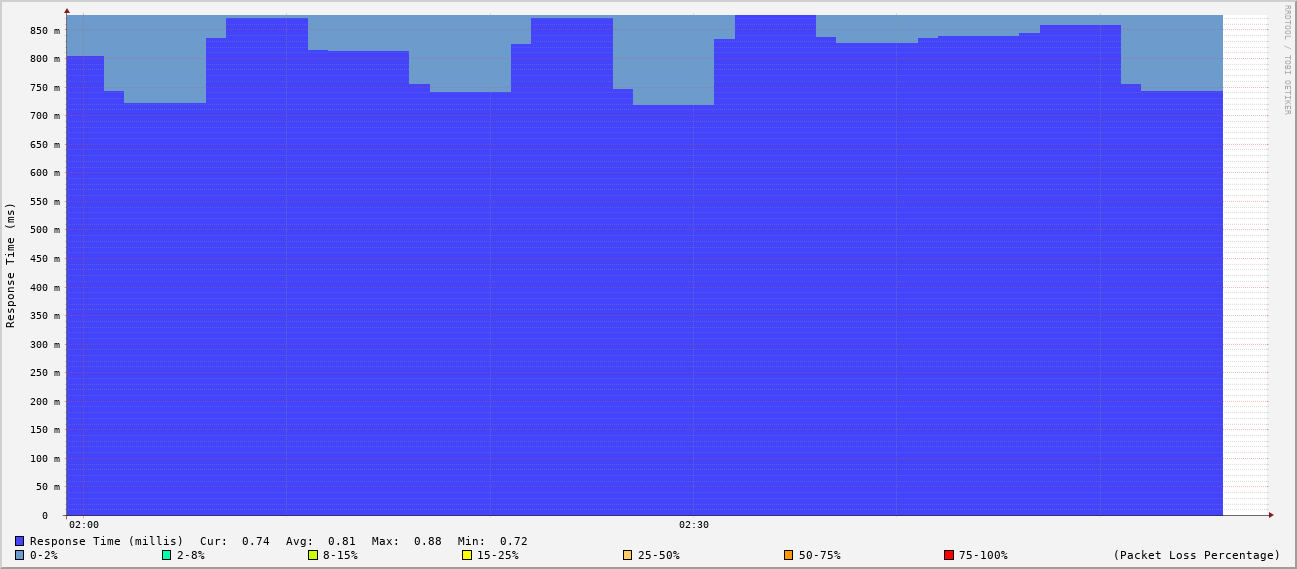 RRDTOOL / TOBI OETIKER
Response Time (ms)
850 m
800 m
750 m
700 m
650 m
600 m
550 m
500 m
450 m
400 m
350 m
300 m
250 m
200 m
150 m
100 m
50 m
0
02:00 02:30
Response Time (millis) Cur: 0.74 Avg: 0.81 Max: 0.88 Min: 0.72
0-2% 2-8% 8-15% 15-25% 25-50% 50-75% 75-100% (Packet Loss Percentage)